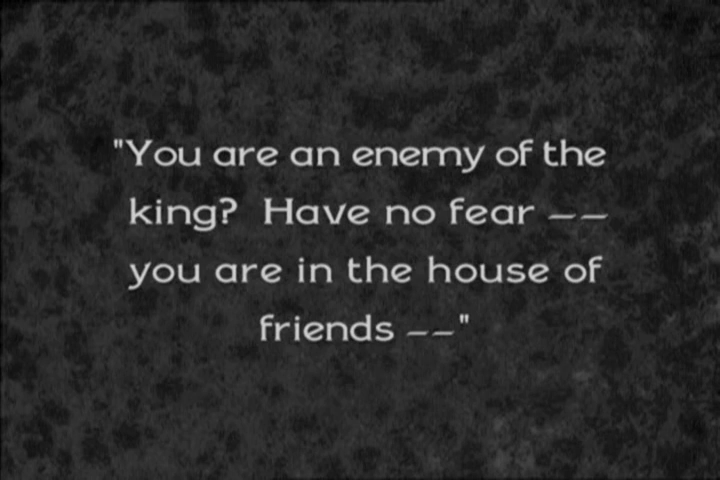 "You are an enemy of the
king?  Have no fear ——
you are in the house of
friends ——"